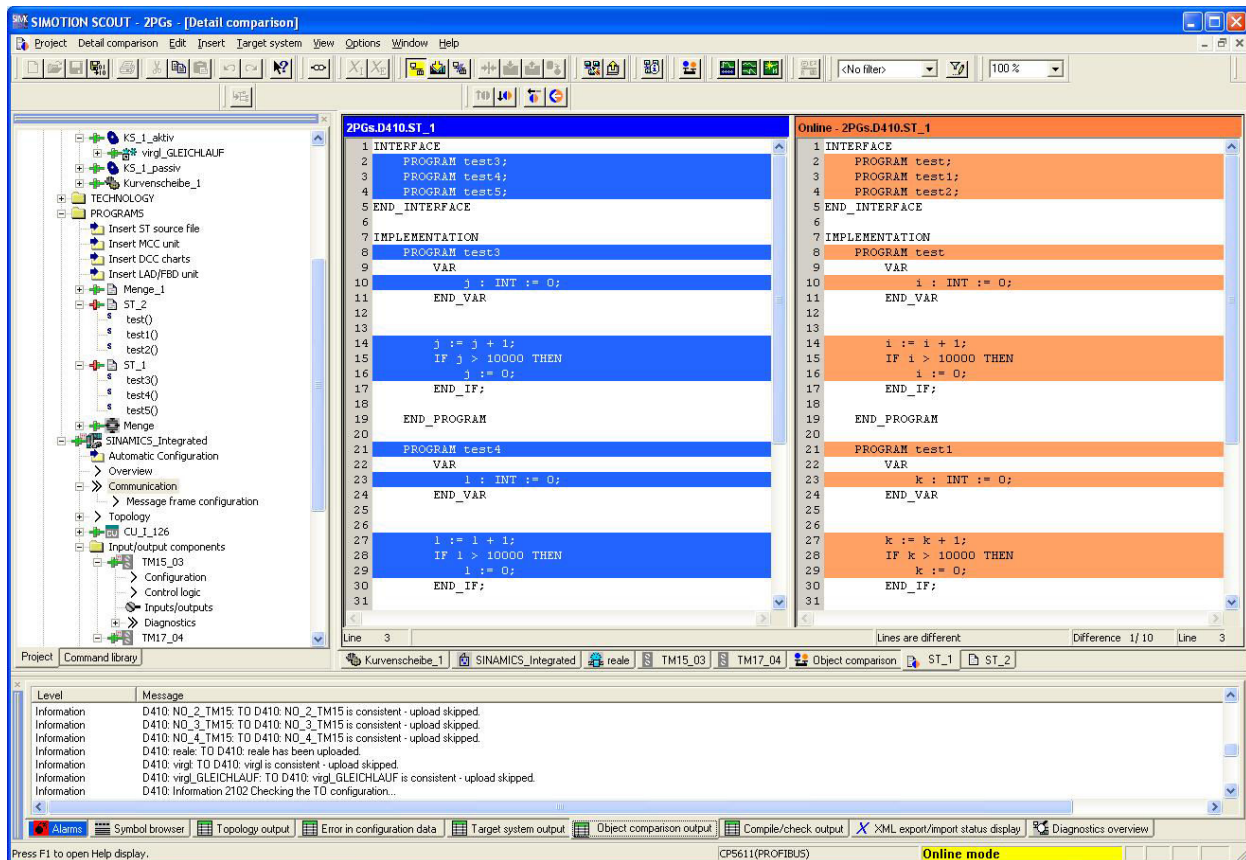 SIMOTION SCOUT - 2PGs - [Detail comparison]
Project Detail comparison Edit Insert Target system View Options Window Help
<No filter> 100 %
KS_1_aktiv
virgl_GLEICHLAUF
KS_1_passiv
Kurvenscheibe_1
TECHNOLOGY
PROGRAMS
Insert ST source file
Insert MCC unit
Insert DCC charts
Insert LAD/FBD unit
Menge_1
ST_2
test()
test1()
test2()
ST_1
test3()
test4()
test5()
Menge
SINAMICS_Integrated
Automatic Configuration
Overview
Communication
Message frame configuration
Topology
CU_I_126
Input/output components
TM15_03
Configuration
Control logic
Inputs/outputs
Diagnostics
TM17_04
Project Command library
2PGs.D410.ST_1
1 INTERFACE
2 PROGRAM test3;
3 PROGRAM test4;
4 PROGRAM test5;
5 END_INTERFACE
6
7 IMPLEMENTATION
8 PROGRAM test3
9 VAR
10 j : INT := 0;
11 END_VAR
12
13
14 j := j + 1;
15 IF j > 10000 THEN
16 j := 0;
17 END_IF;
18
19 END_PROGRAM
20
21 PROGRAM test4
22 VAR
23 l : INT := 0;
24 END_VAR
25
26
27 l := l + 1;
28 IF l > 10000 THEN
29 l := 0;
30 END_IF;
31
Online - 2PGs.D410.ST_1
1 INTERFACE
2 PROGRAM test;
3 PROGRAM test1;
4 PROGRAM test2;
5 END_INTERFACE
6
7 IMPLEMENTATION
8 PROGRAM test
9 VAR
10 i : INT := 0;
11 END_VAR
12
13
14 i := i + 1;
15 IF i > 10000 THEN
16 i := 0;
17 END_IF;
18
19 END_PROGRAM
20
21 PROGRAM test1
22 VAR
23 k : INT := 0;
24 END_VAR
25
26
27 k := k + 1;
28 IF k > 10000 THEN
29 k := 0;
30 END_IF;
31
Line 3 Lines are different Difference 1/ 10 Line 3
Kurvenscheibe_1 SINAMICS_Integrated reale TM15_03 TM17_04 Object comparison ST_1 ST_2
Level Message
Information D410: NO_2_TM15: TO D410: NO_2_TM15 is consistent - upload skipped.
Information D410: NO_3_TM15: TO D410: NO_3_TM15 is consistent - upload skipped.
Information D410: NO_4_TM15: TO D410: NO_4_TM15 is consistent - upload skipped.
Information D410: reale: TO D410: reale has been uploaded.
Information D410: virgl: TO D410: virgl is consistent - upload skipped.
Information D410: virgl_GLEICHLAUF: TO D410: virgl_GLEICHLAUF is consistent - upload skipped.
Information D410: Information 2102 Checking the TO configuration...
Alarms Symbol browser Topology output Error in configuration data Target system output Object comparison output Compile/check output XML export/import status display Diagnostics overview
Press F1 to open Help display. CP5611(PROFIBUS) Online mode